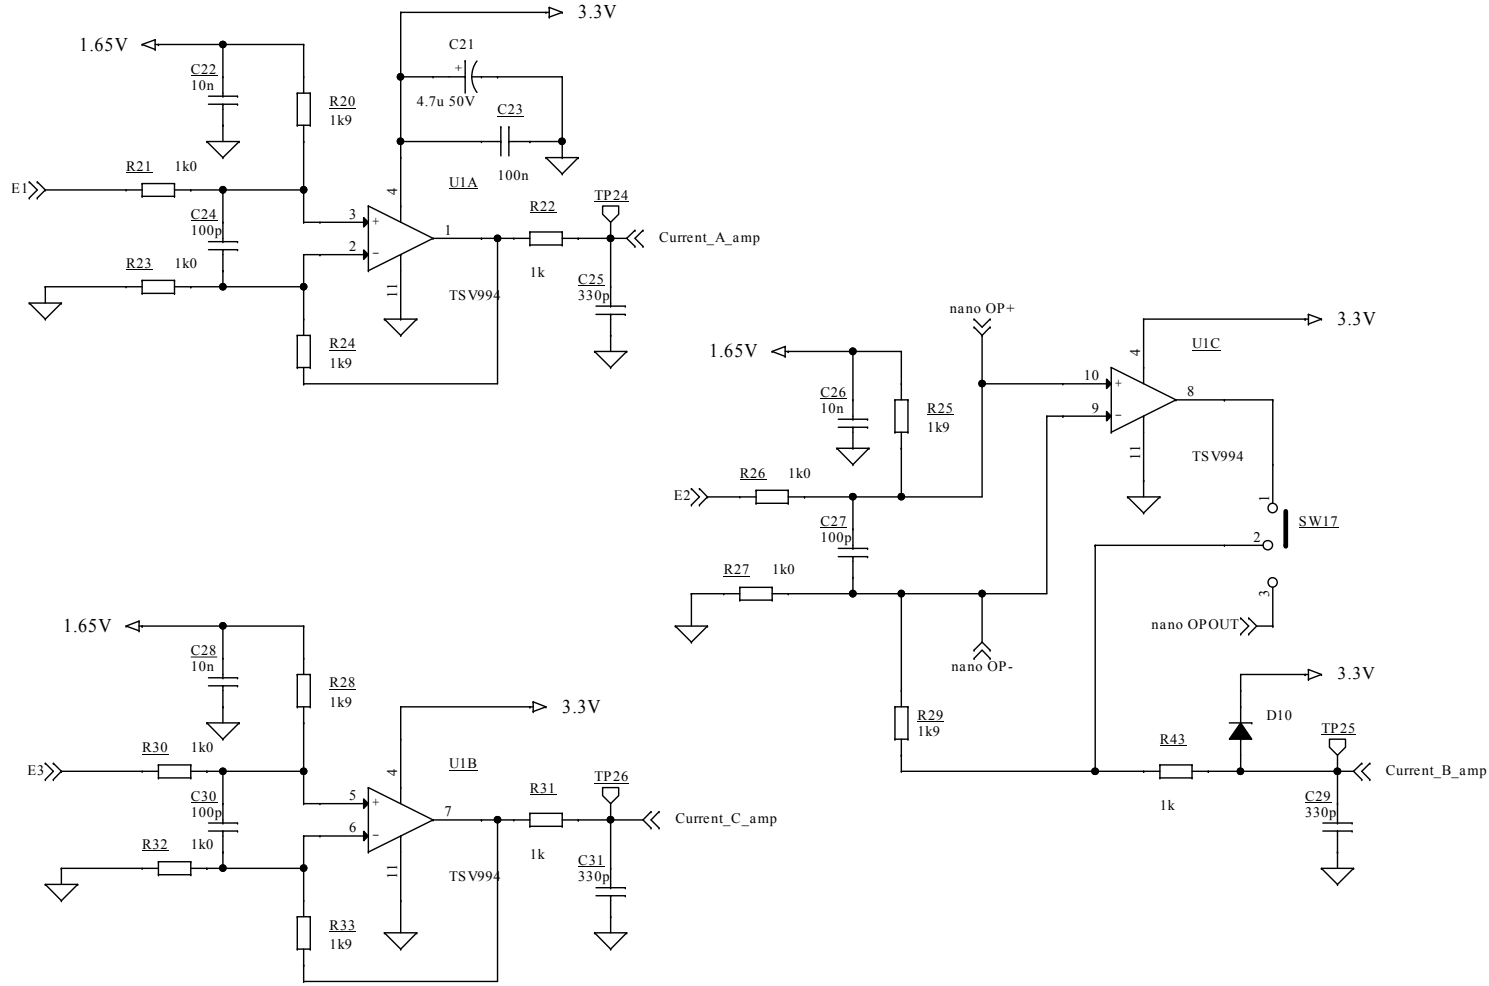 3.3V
1.65V
C21
C22
10n
+
4.7u 50V
C23
R20
1k9
R21 1k0
100n
E1
4
U1A
TP24
R22
C24
100p
3
+
1
Current_A_amp
2
−
R23 1k0
1k
C25
330p
11
TSV994
R24
1k9
nano OP+
3.3V
1.65V
4
U1C
10
+
8
C26
10n
R25
1k9
9
−
11
TSV994
R26 1k0
E2
1
SW17
C27
100p
2
R27 1k0
3
nano OPOUT
nano OP-
1.65V
C28
10n
R28
1k9
3.3V
3.3V
D10
R29
1k9
TP25
R43
R30 1k0
E3
4
U1B
TP26
Current_B_amp
R31
C30
100p
5
+
7
Current_C_amp
1k
C29
330p
6
−
R32 1k0
1k
C31
330p
11
TSV994
R33
1k9